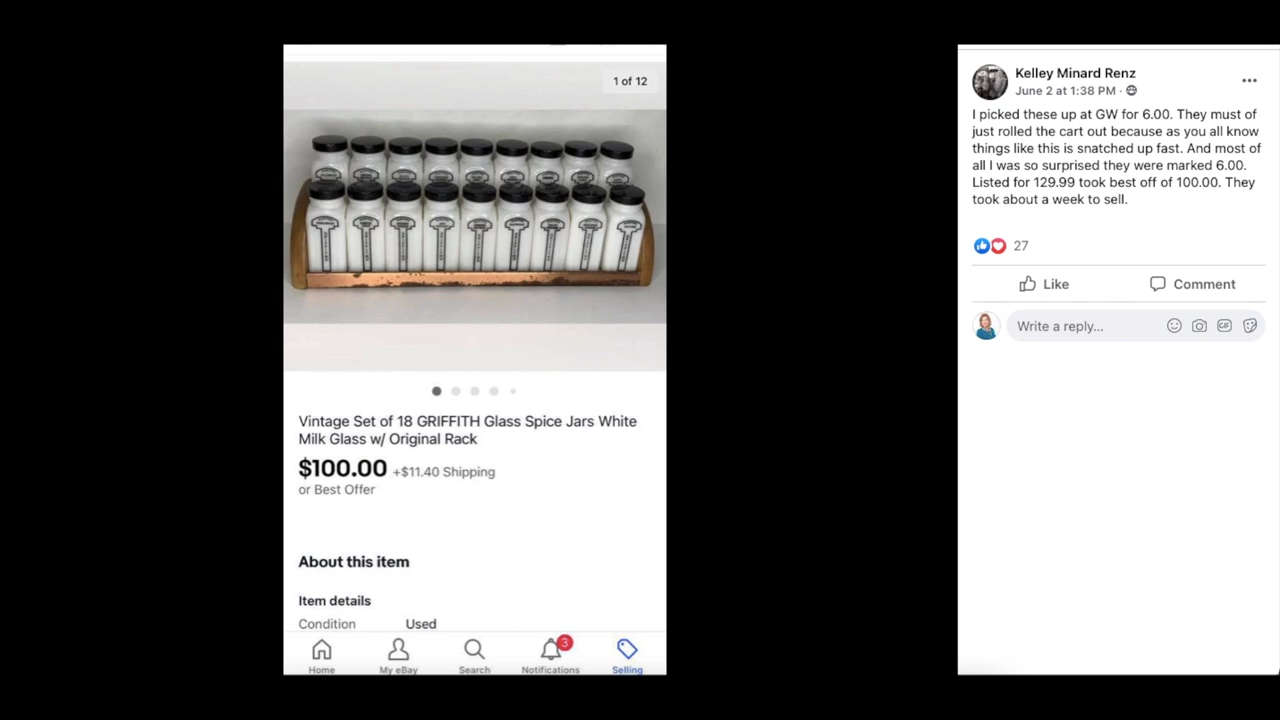 1 of 12
Vintage Set of 18 GRIFFITH Glass Spice Jars White
Milk Glass w/ Original Rack
$100.00 +$11.40 Shipping
or Best Offer
About this item
Item details
Condition Used
3
Home My eBay Search Notifications Selling
Kelley Minard Renz
June 2 at 1:38 PM ·
I picked these up at GW for 6.00. They must of
just rolled the cart out because as you all know
things like this is snatched up fast. And most of
all I was so surprised they were marked 6.00.
Listed for 129.99 took best off of 100.00. They
took about a week to sell.
27
Like Comment
Write a reply...
GIF